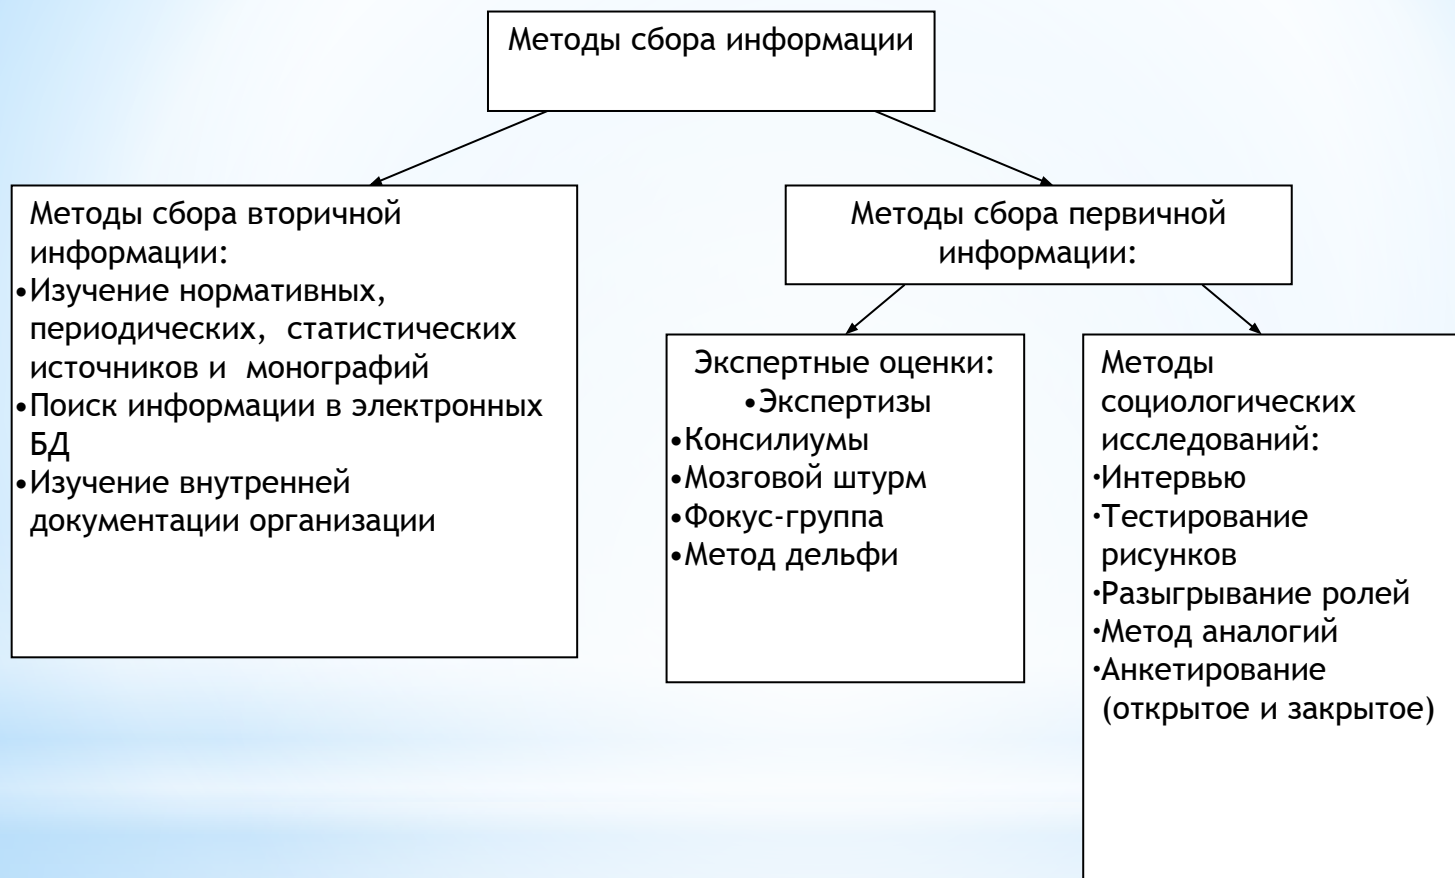 Методы сбора информации
Методы сбора вторичной
информации:
•Изучение нормативных,
периодических, статистических
источников и монографий
•Поиск информации в электронных
БД
•Изучение внутренней
документации организации
Методы сбора первичной
информации:
Экспертные оценки:
•Экспертизы
•Консилиумы
•Мозговой штурм
•Фокус-группа
•Метод дельфи
Методы
социологических
исследований:
·Интервью
·Тестирование
рисунков
·Разыгрывание ролей
·Метод аналогий
·Анкетирование
(открытое и закрытое)